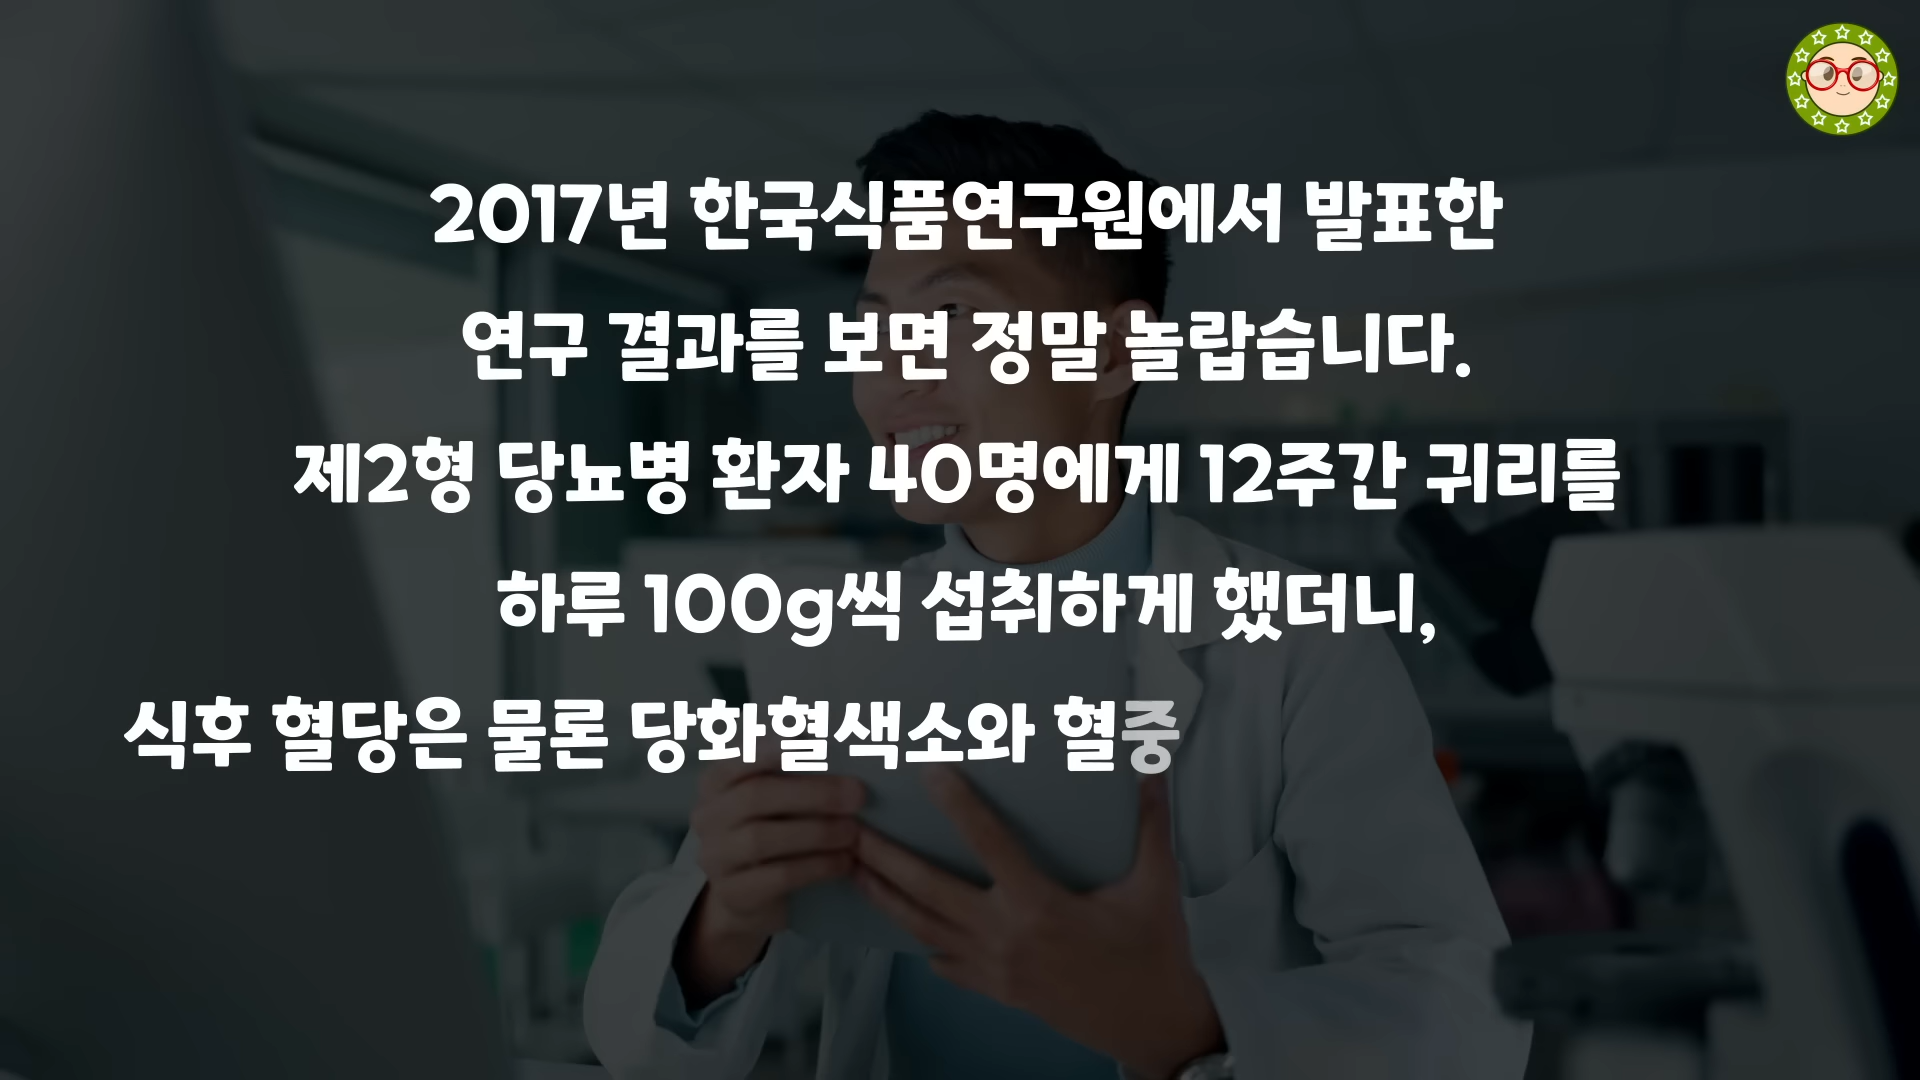 2017년 한국식품연구원에서 발표한
연구 결과를 보면 정말 놀랍습니다.
제2형 당뇨병 환자 40명에게 12주간 귀리를
하루 100g씩 섭취하게 했더니,
식후 혈당은 물론 당화혈색소와 혈중